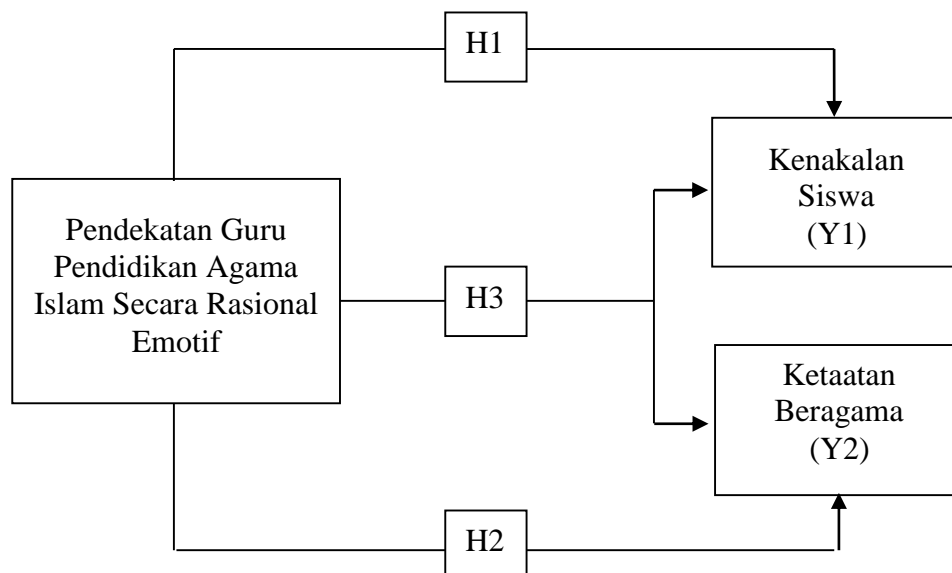 H1
Kenakalan
Siswa
(Y1)
Pendekatan Guru
Pendidikan Agama
Islam Secara Rasional
Emotif
H3
Ketaatan
Beragama
(Y2)
H2